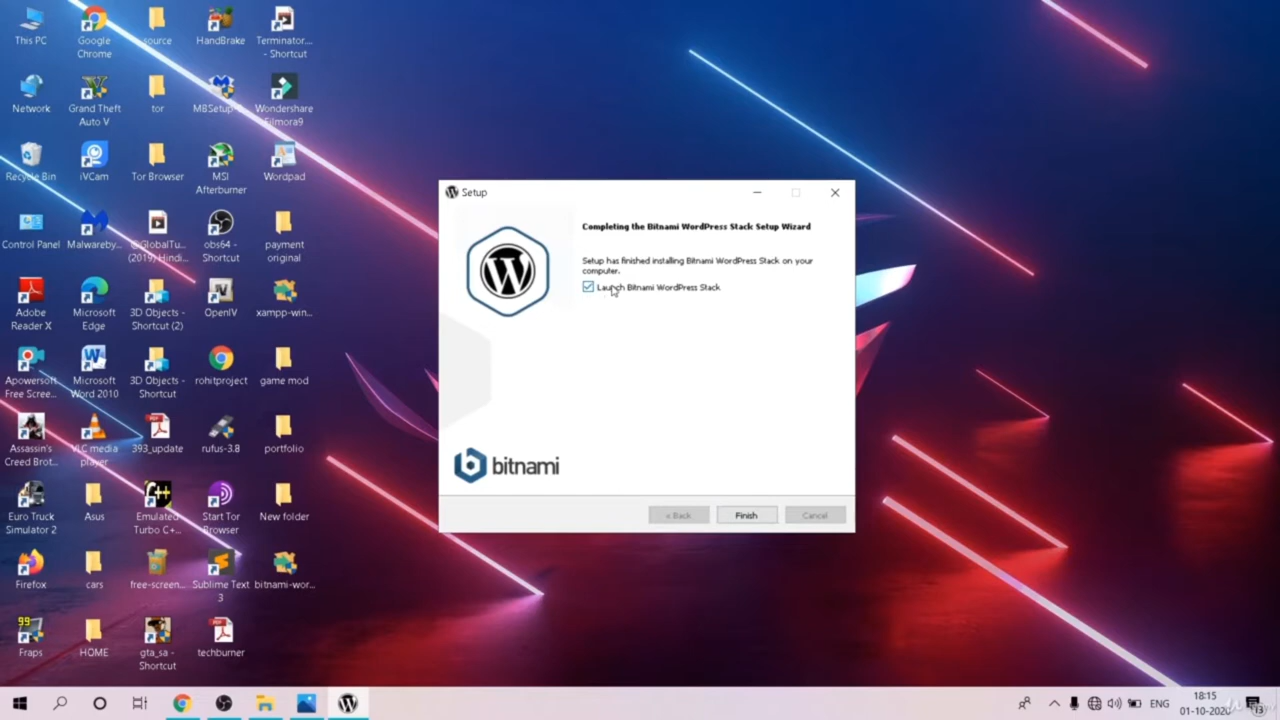 This PC
Google
Chrome
source
HandBrake
Terminator....
- Shortcut
Network
Grand Theft
Auto V
tor
MBSetup
Wondershare
Filmora9
Recycle Bin
iVCam
Tor Browser
MSI
Afterburner
Wordpad
Control Panel
Malwareby...
@GlobalTu...
(2019) Hindi...
obs64 -
Shortcut
payment
original
Adobe
Reader X
Microsoft
Edge
3D Objects -
Shortcut (2)
OpenIV
xampp-win...
Apowersoft
Free Scree...
Microsoft
Word 2010
3D Objects -
Shortcut
rohitproject
game mod
Assassin's
Creed Brot...
VLC media
player
393_update
rufus-3.8
portfolio
Euro Truck
Simulator 2
Asus
Emulated
Turbo C+...
Start Tor
Browser
New folder
Firefox
cars
free-screen...
Sublime Text
3
bitnami-wor...
99
Fraps
HOME
gta_sa -
Shortcut
techburner
Setup
Completing the Bitnami WordPress Stack Setup Wizard
Setup has finished installing Bitnami WordPress Stack on your
computer.
Launch Bitnami WordPress Stack
bitnami
< Back
Finish
Cancel
ENG
18:15
01-10-2020
13